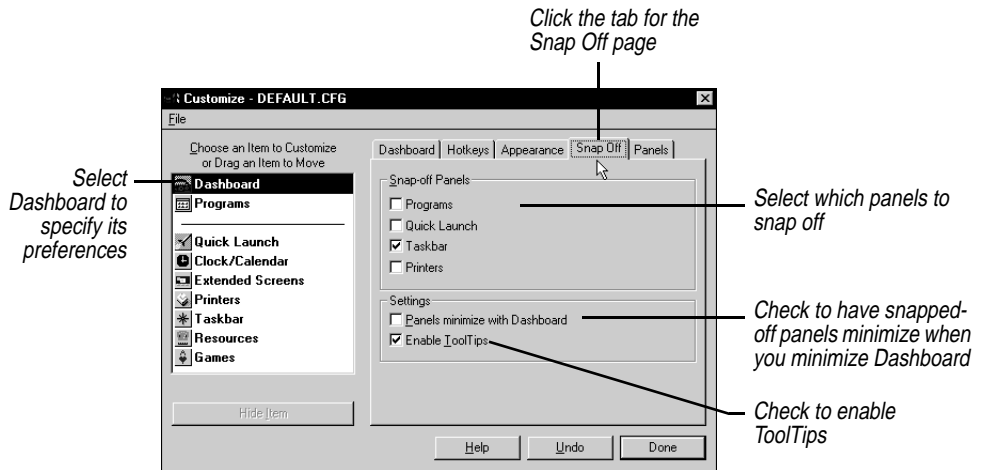 Click the tab for the
Snap Off page
Customize - DEFAULT.CFG
File
Choose an Item to Customize
or Drag an Item to Move
Dashboard
Programs
Quick Launch
Clock/Calendar
Extended Screens
Printers
Taskbar
Resources
Games
Hide Item
Dashboard
Hotkeys
Appearance
Snap Off
Panels
Snap-off Panels
Programs
Quick Launch
Taskbar
Printers
Settings
Panels minimize with Dashboard
Enable ToolTips
Help
Undo
Done
Select
Dashboard to
specify its
preferences
Select which panels to
snap off
Check to have snapped-
off panels minimize when
you minimize Dashboard
Check to enable
ToolTips